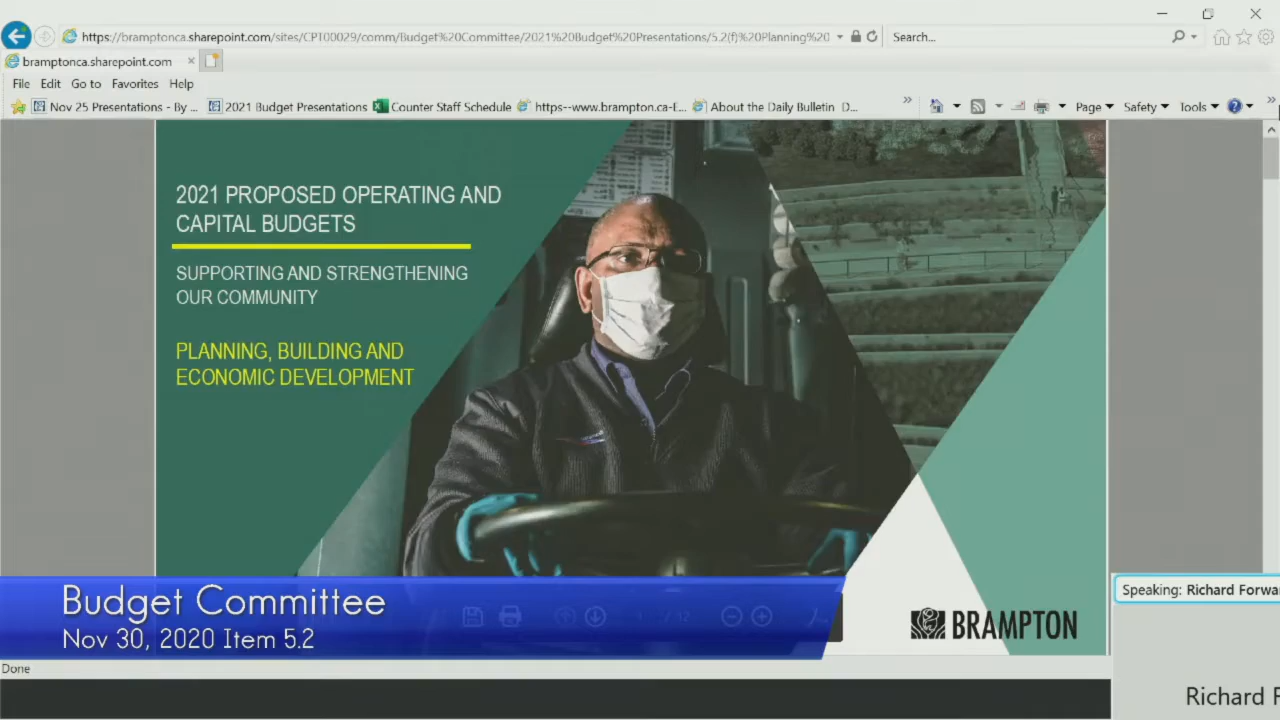 https://bramptonca.sharepoint.com/sites/CPT00029/comm/Budget%20Committee/2021%20Budget%20Presentations/5.2(f)%20Planning%20
Search...
bramptonca.sharepoint.com
File Edit Go to Favorites Help
Nov 25 Presentations - By ... 2021 Budget Presentations Counter Staff Schedule https--www.brampton.ca-E... About the Daily Bulletin D... Page Safety Tools
2021 PROPOSED OPERATING AND
CAPITAL BUDGETS
SUPPORTING AND STRENGTHENING
OUR COMMUNITY
PLANNING, BUILDING AND
ECONOMIC DEVELOPMENT
Speaking: Richard Forwa
Budget Committee
Nov 30, 2020 Item 5.2
BRAMPTON
Done
Richard F